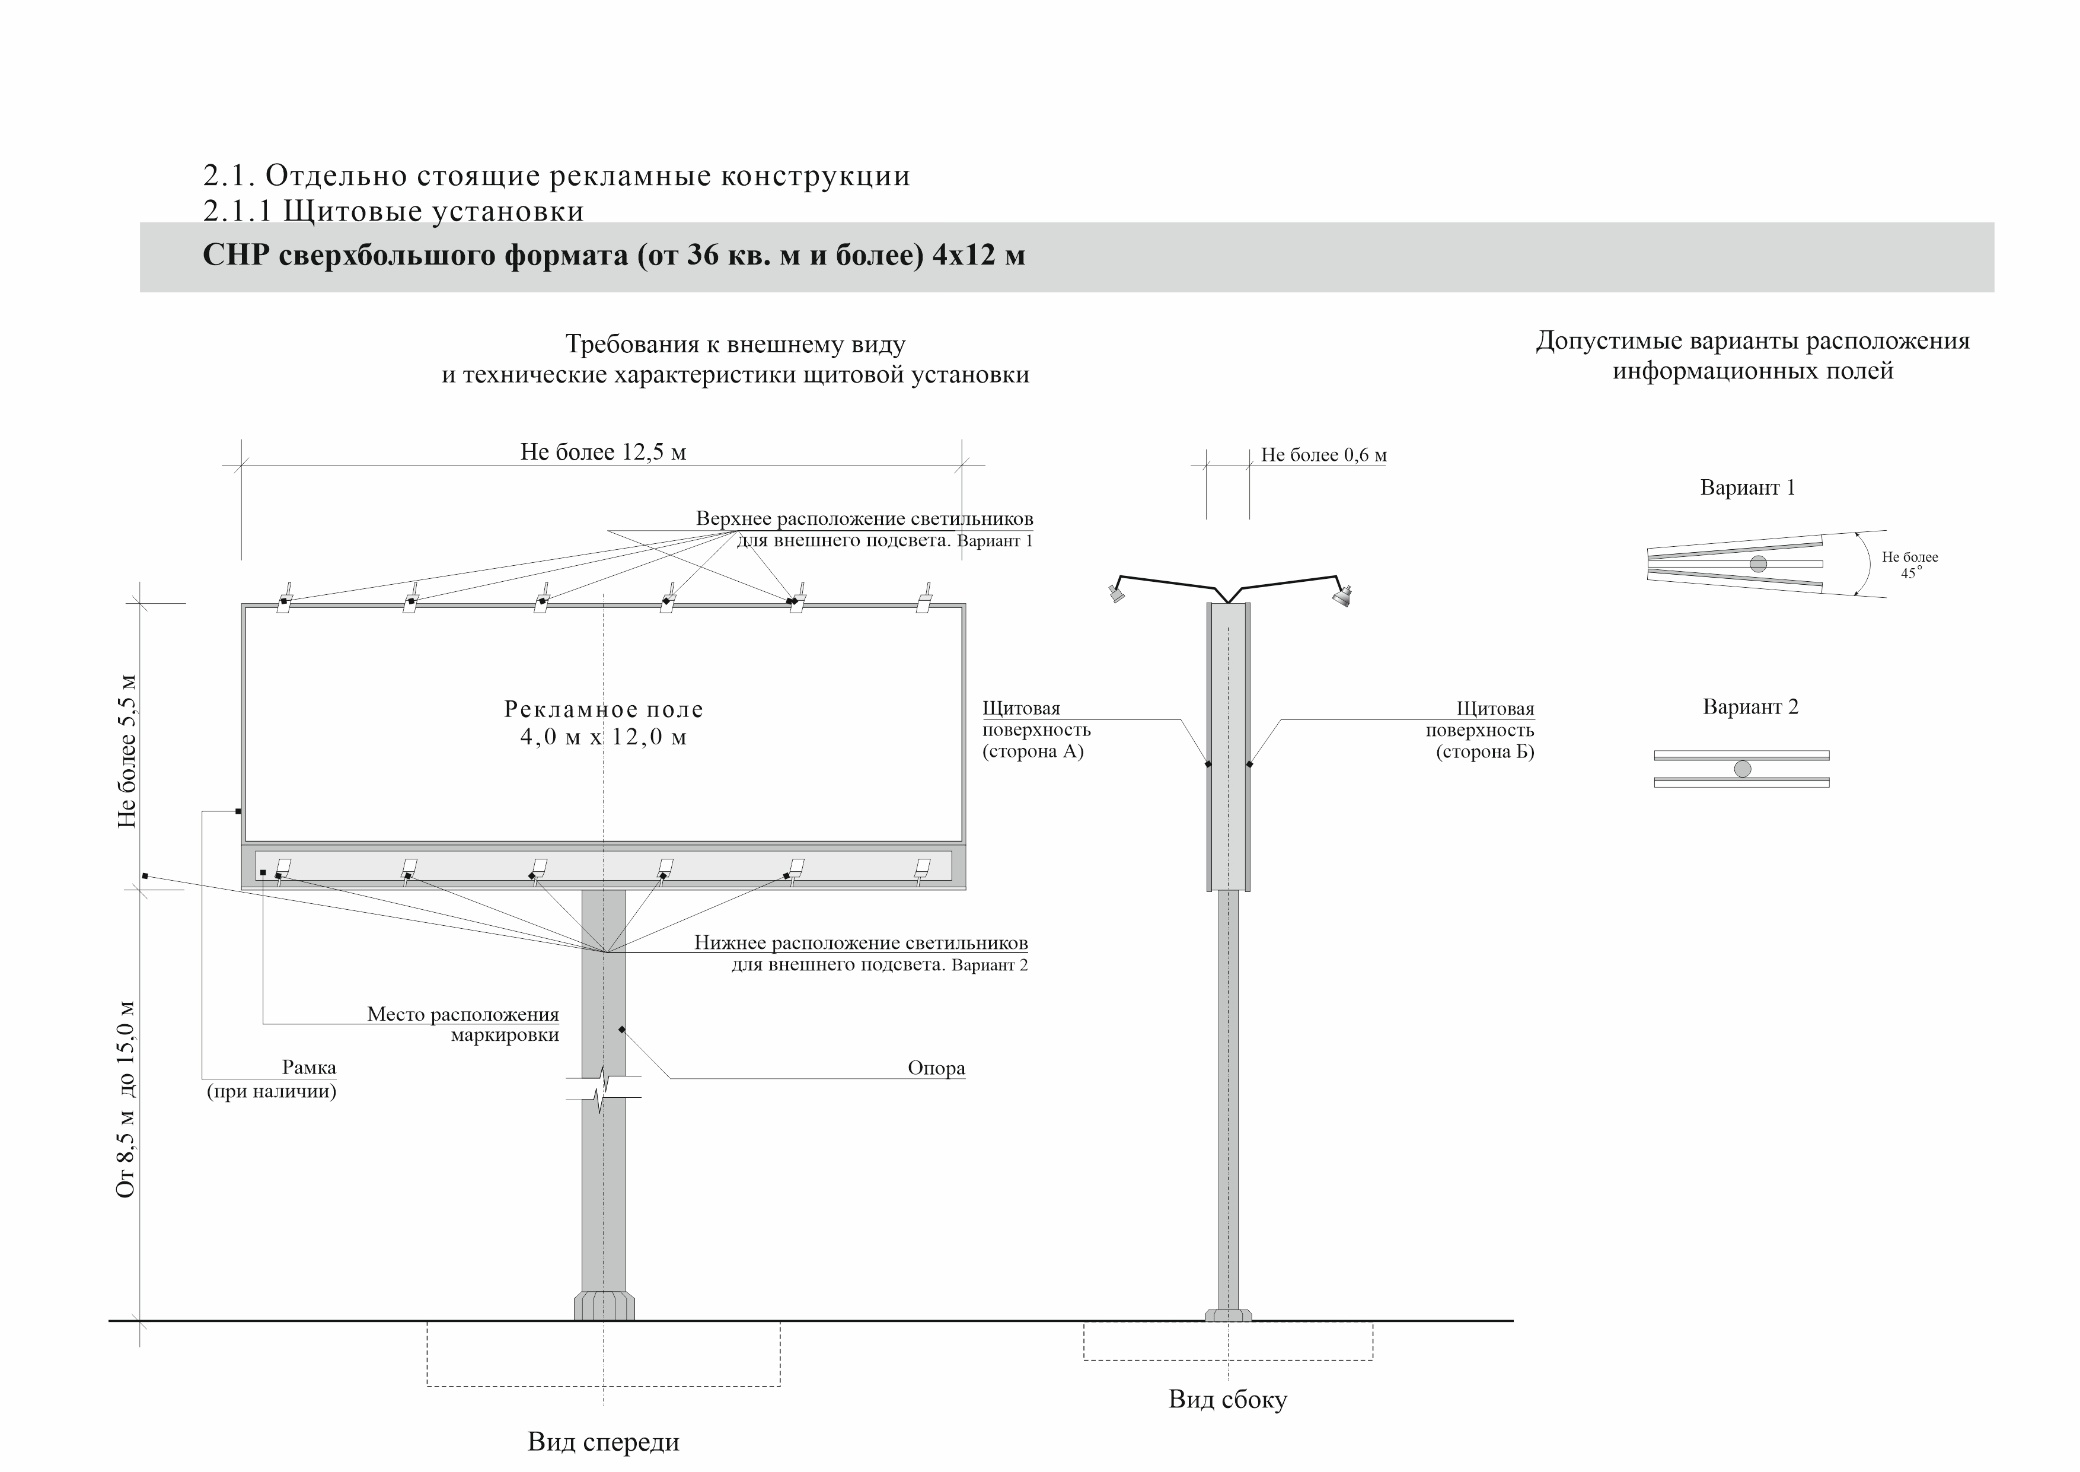 2.1. Отдельно стоящие рекламные конструкции
2.1.1 Щитовые установки
СНР сверхбольшого формата (от 36 кв. м и более) 4х12 м
Требования к внешнему виду
и технические характеристики щитовой установки
Допустимые варианты расположения
информационных полей
Не более 12,5 м
Не более 0,6 м
Вариант 1
Верхнее расположение светильников
для внешнего подсвета. Вариант 1
Не более
45°
Не более 5,5 м
Рекламное поле
4,0 м х 12,0 м
Щитовая
поверхность
(сторона А)
Щитовая
поверхность
(сторона Б)
Вариант 2
Нижнее расположение светильников
для внешнего подсвета. Вариант 2
Место расположения
маркировки
От 8,5 м до 15,0 м
Рамка
(при наличии)
Опора
Вид сбоку
Вид спереди